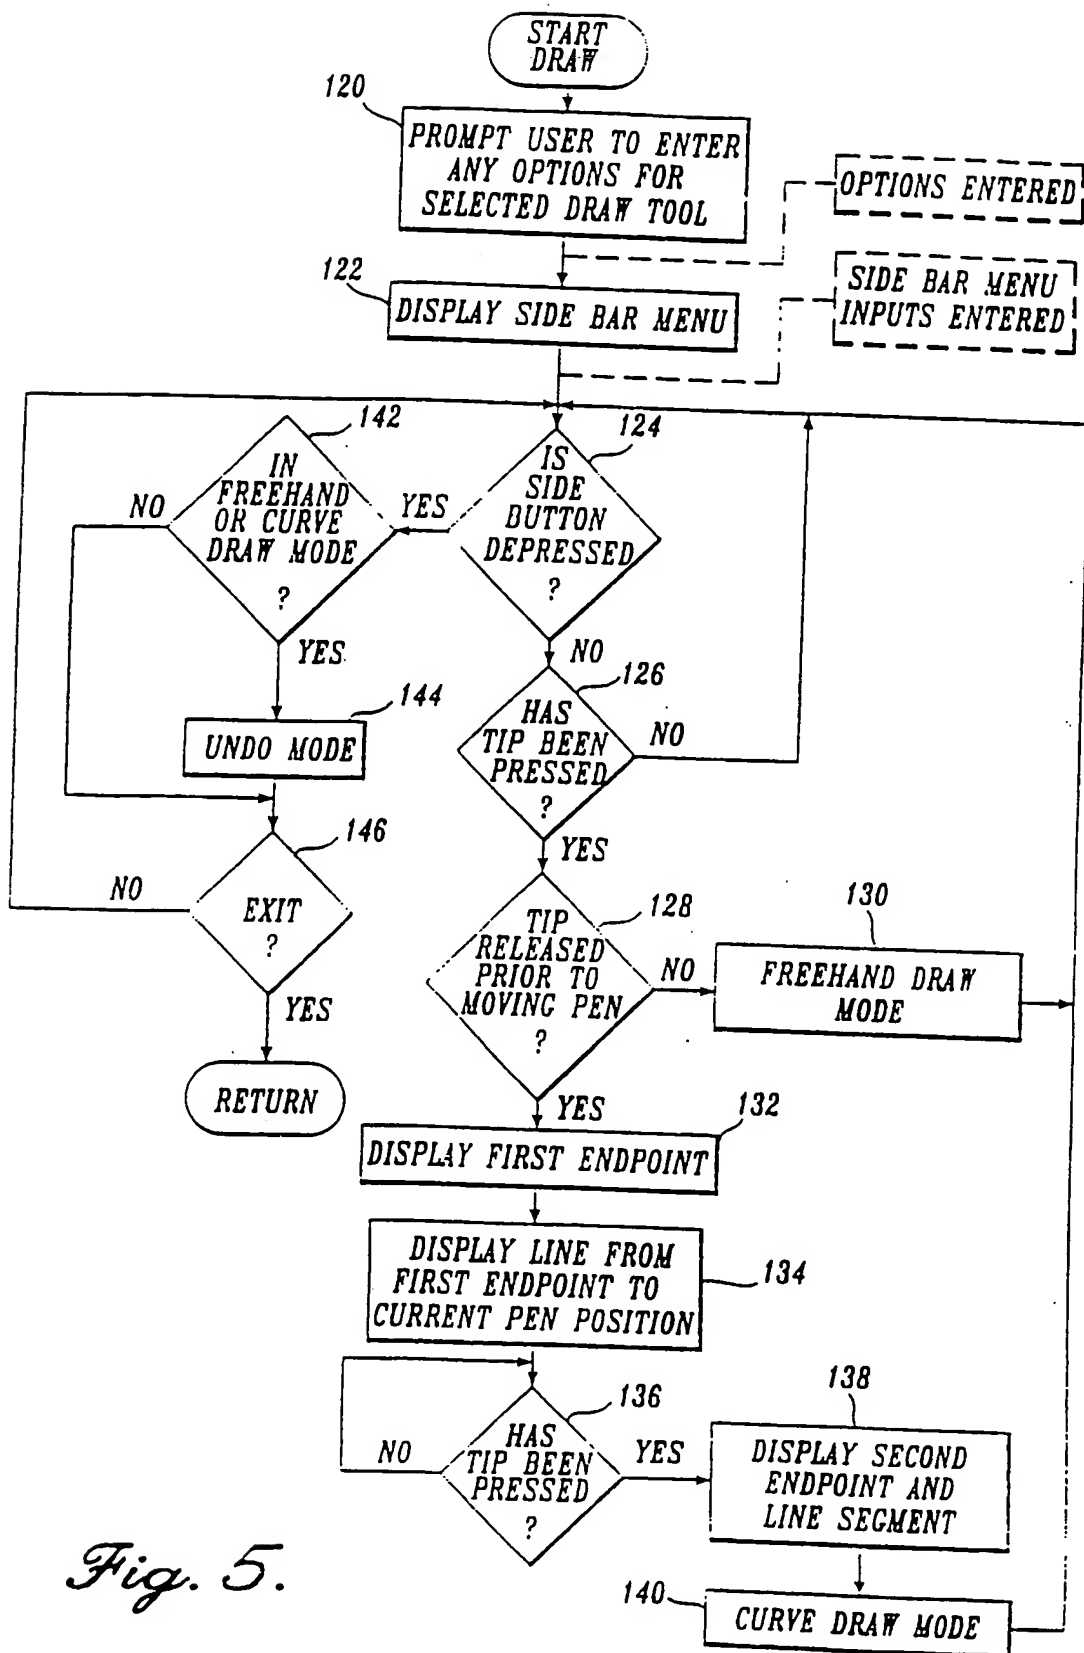 START
DRAW
120
PROMPT USER TO ENTER
ANY OPTIONS FOR
SELECTED DRAW TOOL
OPTIONS ENTERED
122
DISPLAY SIDE BAR MENU
SIDE BAR MENU
INPUTS ENTERED
142
IN
FREEHAND
OR CURVE
DRAW MODE
?
NO
YES
124
IS
SIDE
BUTTON
DEPRESSED
?
YES
NO
144
UNDO MODE
126
HAS
TIP BEEN
PRESSED
?
NO
YES
146
EXIT
?
NO
YES
RETURN
128
TIP
RELEASED
PRIOR TO
MOVING PEN
?
NO
130
FREEHAND DRAW
MODE
YES
132
DISPLAY FIRST ENDPOINT
DISPLAY LINE FROM
FIRST ENDPOINT TO
CURRENT PEN POSITION
134
136
HAS
TIP BEEN
PRESSED
?
NO
YES
138
DISPLAY SECOND
ENDPOINT AND
LINE SEGMENT
140
CURVE DRAW MODE
Fig. 5.